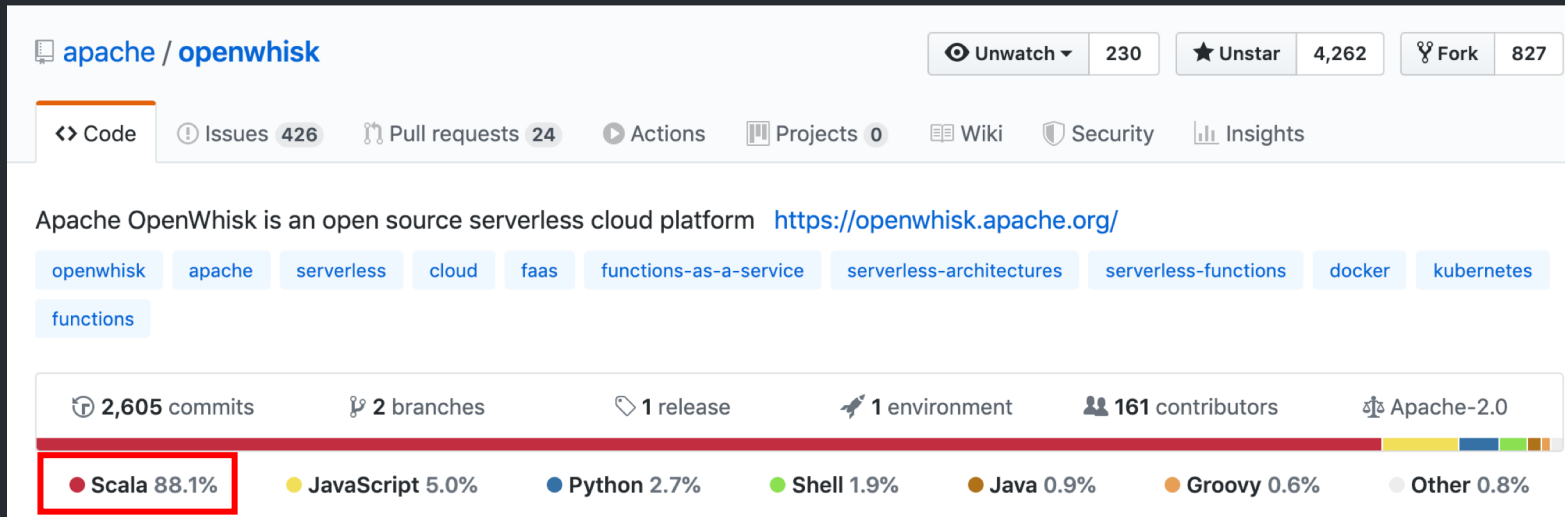 apache / openwhisk
Unwatch 230 Unstar 4,262 Fork 827
Code Issues 426 Pull requests 24 Actions Projects 0 Wiki Security Insights
Apache OpenWhisk is an open source serverless cloud platform https://openwhisk.apache.org/
openwhisk apache serverless cloud faas functions-as-a-service serverless-architectures serverless-functions docker kubernetes
functions
2,605 commits 2 branches 1 release 1 environment 161 contributors Apache-2.0
Scala 88.1% JavaScript 5.0% Python 2.7% Shell 1.9% Java 0.9% Groovy 0.6% Other 0.8%